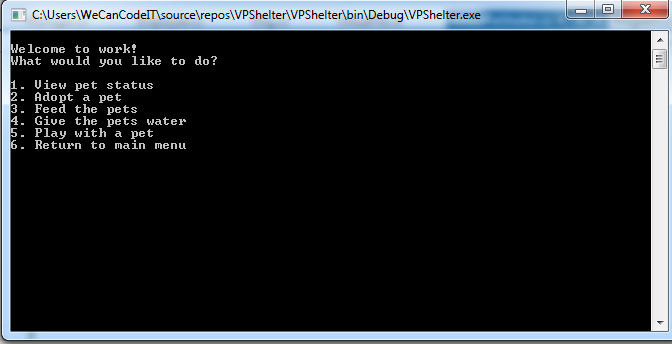 C:\Users\WeCanCodeIT\source\repos\VPShelter\VPShelter\bin\Debug\VPShelter.exe
Welcome to work!
What would you like to do?
1. View pet status
2. Adopt a pet
3. Feed the pets
4. Give the pets water
5. Play with a pet
6. Return to main menu